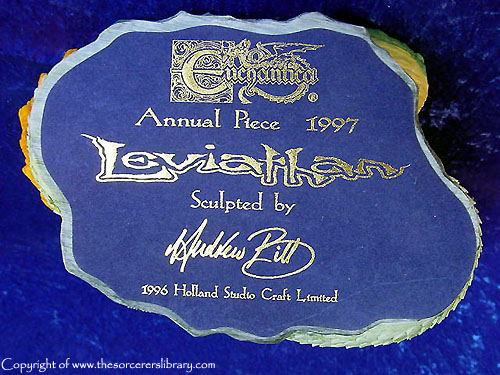 Enchantica ®
Annual Piece 1997
Leviathan
Sculpted by
Andrew Bill
1996 Holland Studio Craft Limited
Copyright of www.thesorcererslibrary.com